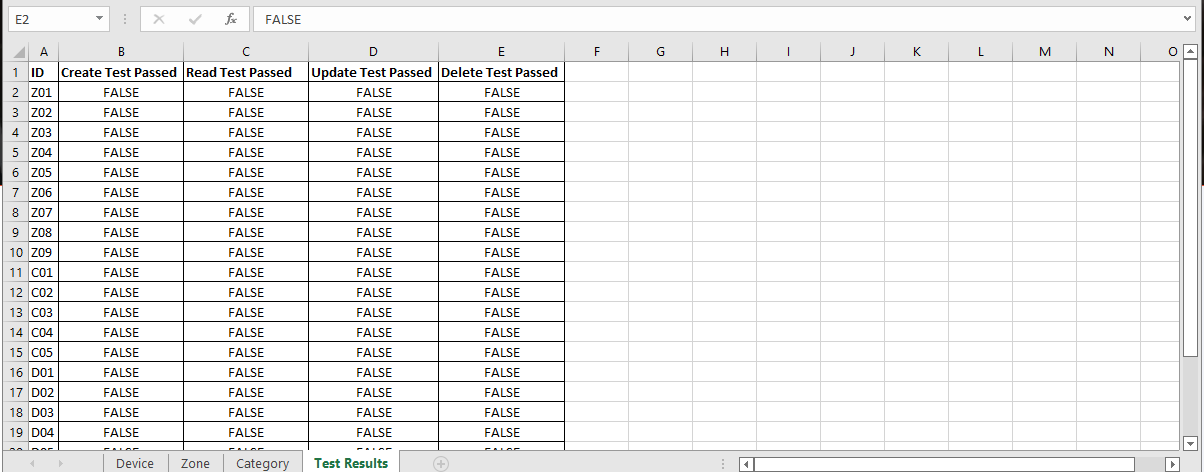 E2 fx FALSE
A B C D E F G H I J K L M N O
1 ID Create Test Passed Read Test Passed Update Test Passed Delete Test Passed
2 Z01 FALSE FALSE FALSE FALSE
3 Z02 FALSE FALSE FALSE FALSE
4 Z03 FALSE FALSE FALSE FALSE
5 Z04 FALSE FALSE FALSE FALSE
6 Z05 FALSE FALSE FALSE FALSE
7 Z06 FALSE FALSE FALSE FALSE
8 Z07 FALSE FALSE FALSE FALSE
9 Z08 FALSE FALSE FALSE FALSE
10 Z09 FALSE FALSE FALSE FALSE
11 C01 FALSE FALSE FALSE FALSE
12 C02 FALSE FALSE FALSE FALSE
13 C03 FALSE FALSE FALSE FALSE
14 C04 FALSE FALSE FALSE FALSE
15 C05 FALSE FALSE FALSE FALSE
16 D01 FALSE FALSE FALSE FALSE
17 D02 FALSE FALSE FALSE FALSE
18 D03 FALSE FALSE FALSE FALSE
19 D04 FALSE FALSE FALSE FALSE
Device Zone Category Test Results